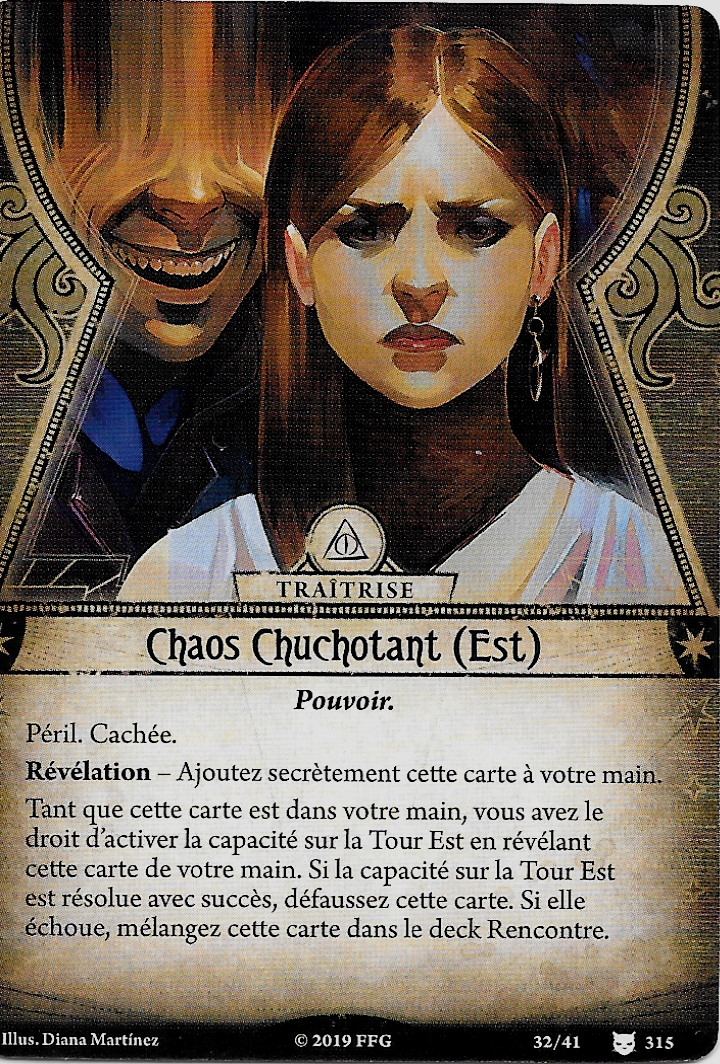 TRAÎTRISE
Chaos Chuchotant (Est)
Pouvoir.
Péril. Cachée.
Révélation – Ajoutez secrètement cette carte à votre main.
Tant que cette carte est dans votre main, vous avez le
droit d'activer la capacité sur la Tour Est en révélant
cette carte de votre main. Si la capacité sur la Tour Est
est résolue avec succès, défaussez cette carte. Si elle
échoue, mélangez cette carte dans le deck Rencontre.
Illus. Diana Martínez © 2019 FFG 32/41 315